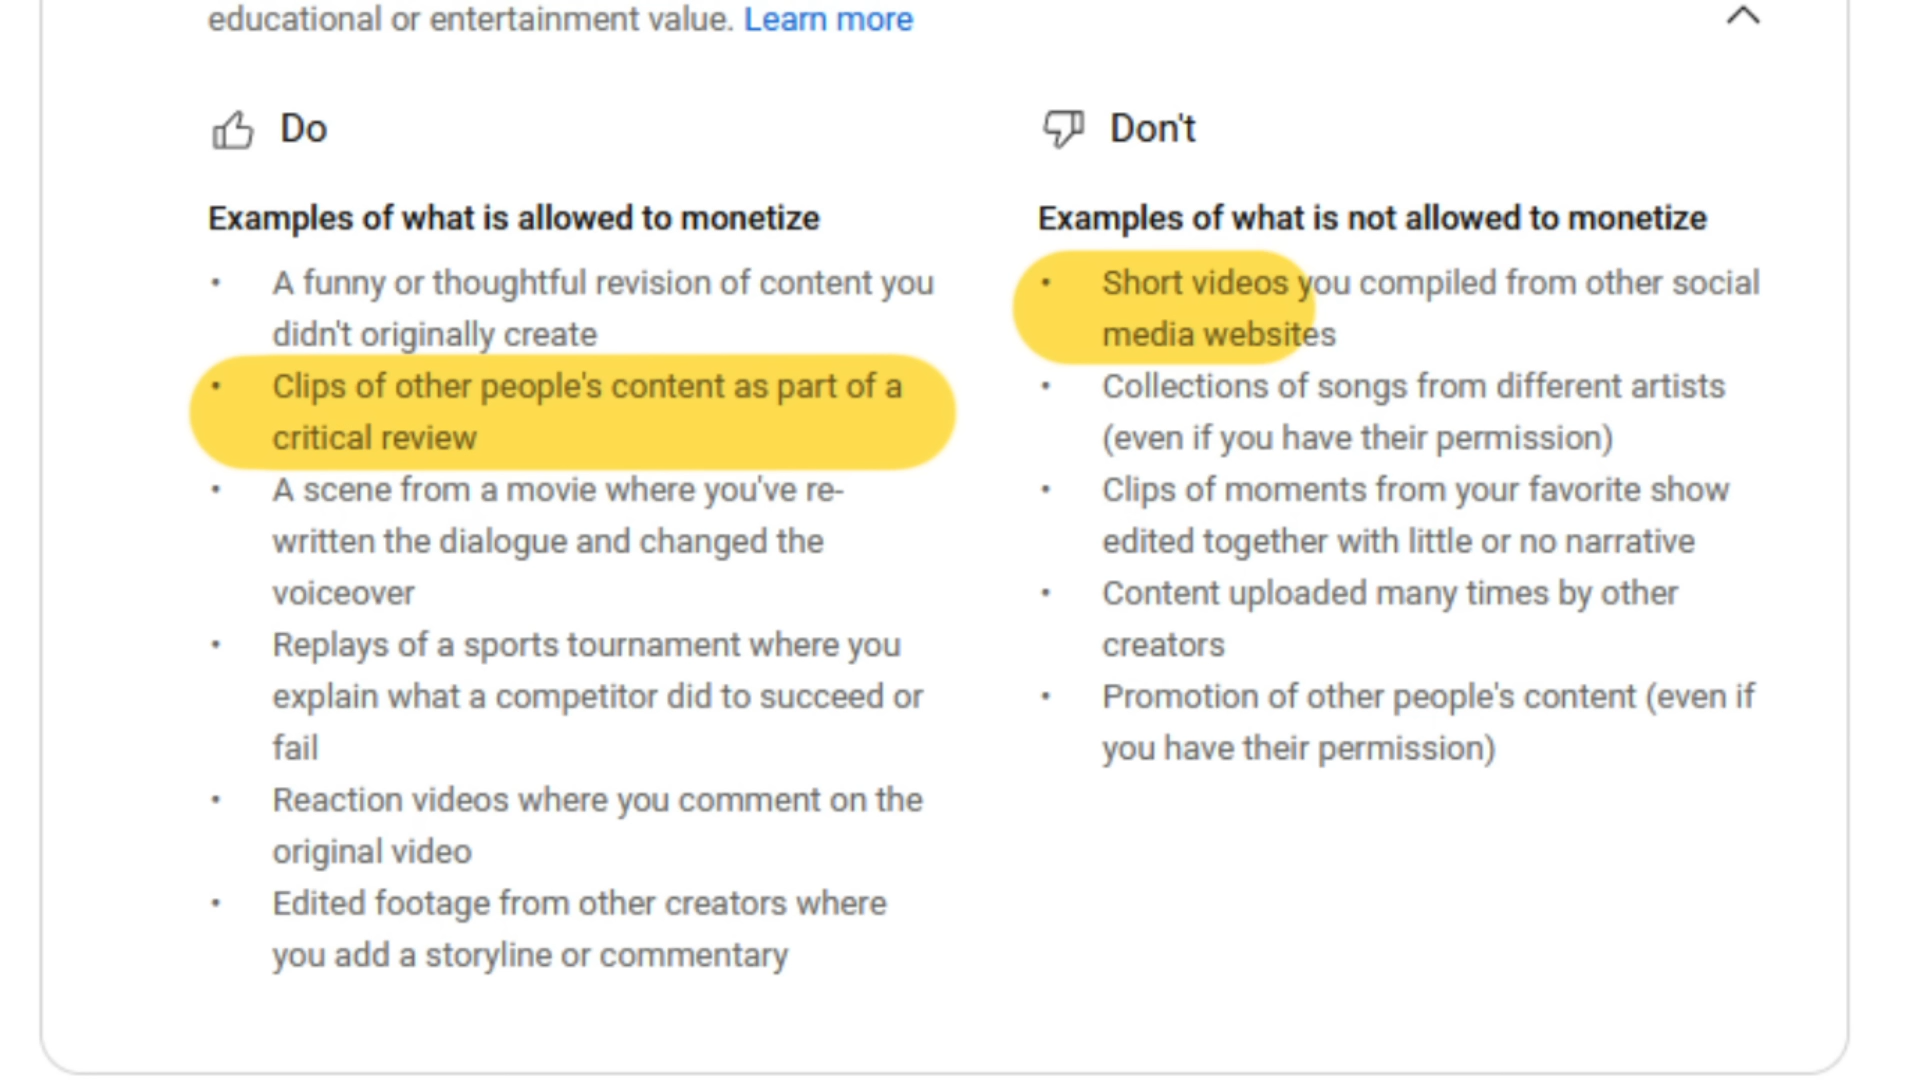 educational or entertainment value. Learn more
Do
Examples of what is allowed to monetize
• A funny or thoughtful revision of content you
didn't originally create
• Clips of other people's content as part of a
critical review
• A scene from a movie where you've re-
written the dialogue and changed the
voiceover
• Replays of a sports tournament where you
explain what a competitor did to succeed or
fail
• Reaction videos where you comment on the
original video
• Edited footage from other creators where
you add a storyline or commentary
Don't
Examples of what is not allowed to monetize
• Short videos you compiled from other social
media websites
• Collections of songs from different artists
(even if you have their permission)
• Clips of moments from your favorite show
edited together with little or no narrative
• Content uploaded many times by other
creators
• Promotion of other people's content (even if
you have their permission)